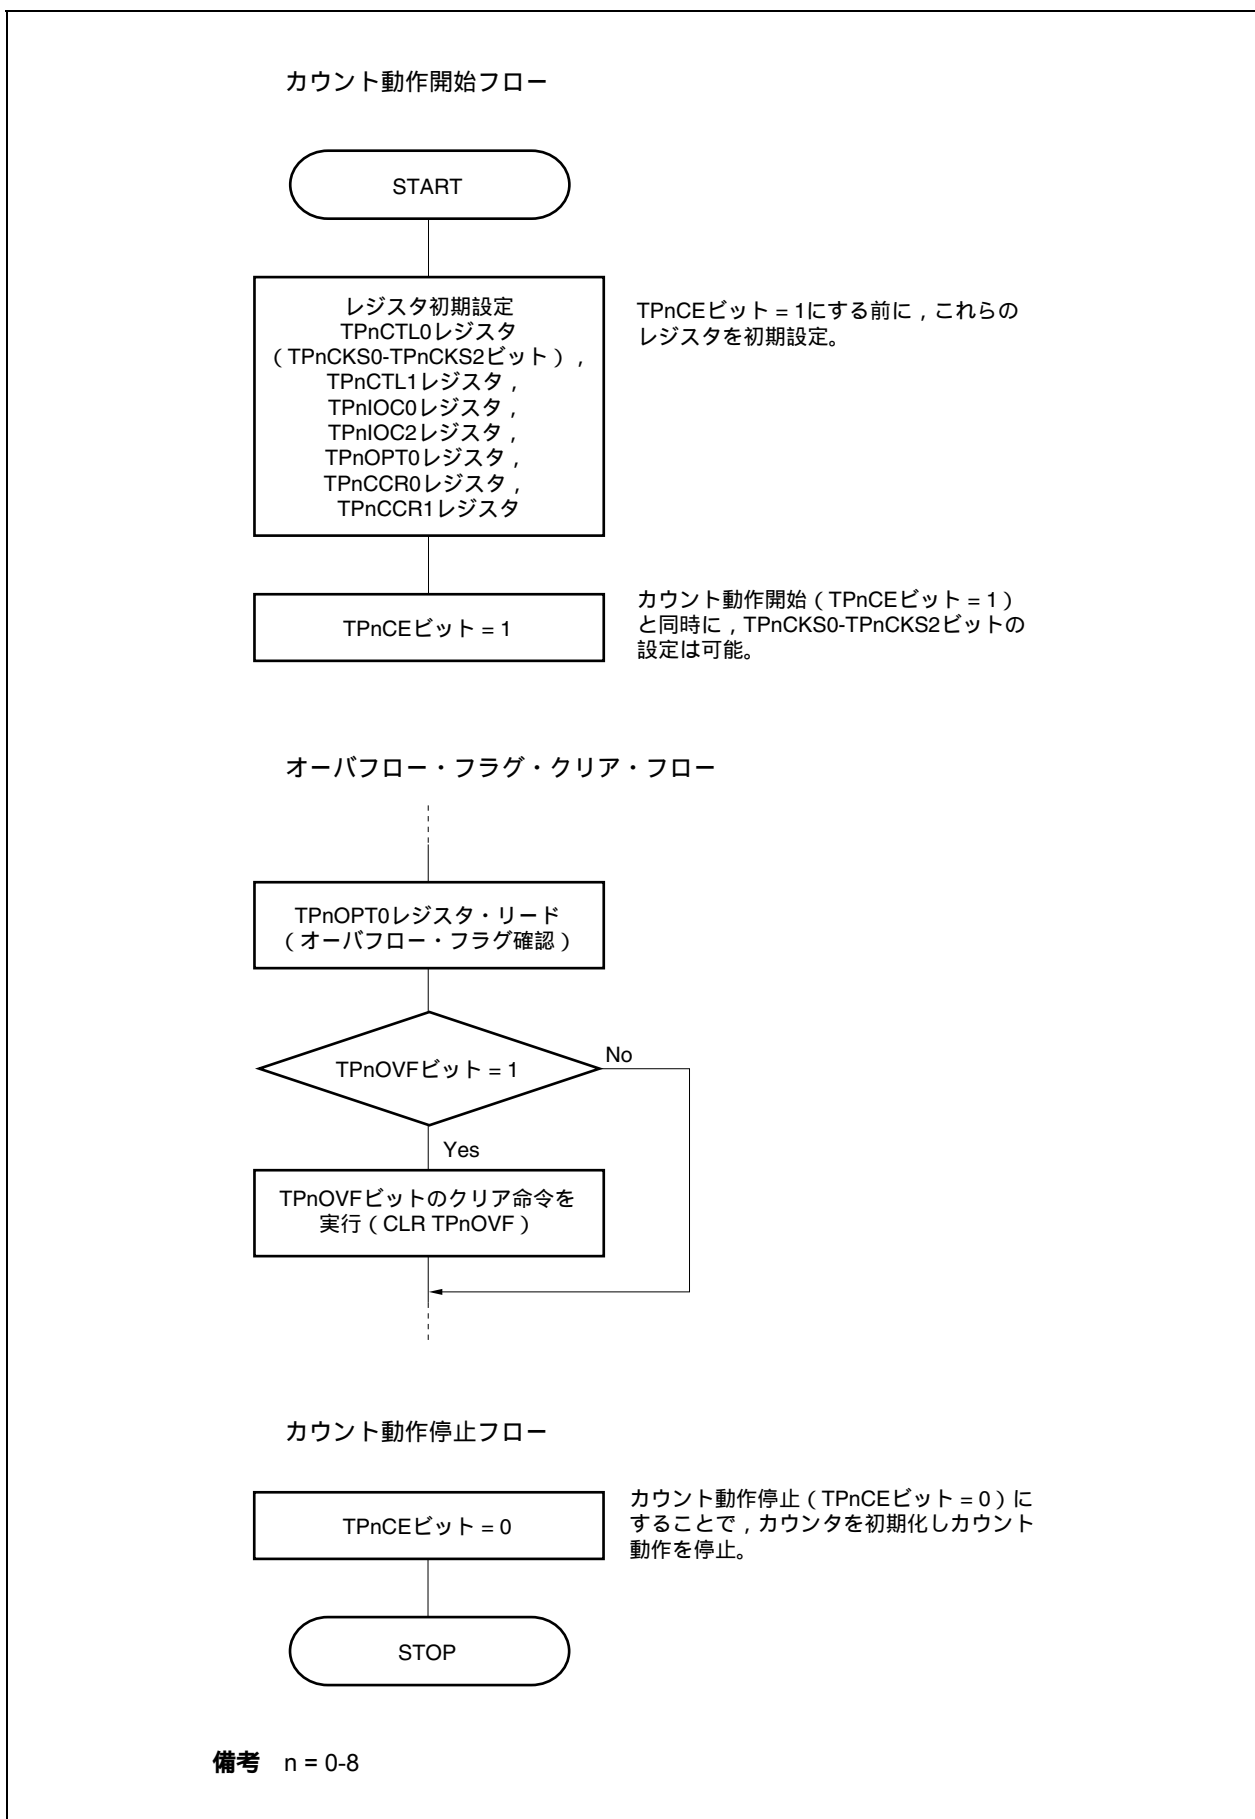 カウント動作開始フロー
START
レジスタ初期設定
TPnCTL0レジスタ
（TPnCKS0-TPnCKS2ビット），
TPnCTL1レジスタ，
TPnIOC0レジスタ，
TPnIOC2レジスタ，
TPnOPT0レジスタ，
TPnCCR0レジスタ，
TPnCCR1レジスタ
TPnCEビット = 1にする前に，これらの
レジスタを初期設定。
TPnCEビット = 1
カウント動作開始（TPnCEビット = 1）
と同時に，TPnCKS0-TPnCKS2ビットの
設定は可能。
オーバフロー・フラグ・クリア・フロー
TPnOPT0レジスタ・リード
（オーバフロー・フラグ確認）
TPnOVFビット = 1
No
Yes
TPnOVFビットのクリア命令を
実行（CLR TPnOVF）
カウント動作停止フロー
TPnCEビット = 0
カウント動作停止（TPnCEビット = 0）に
することで，カウンタを初期化しカウント
動作を停止。
STOP
備考 n = 0-8